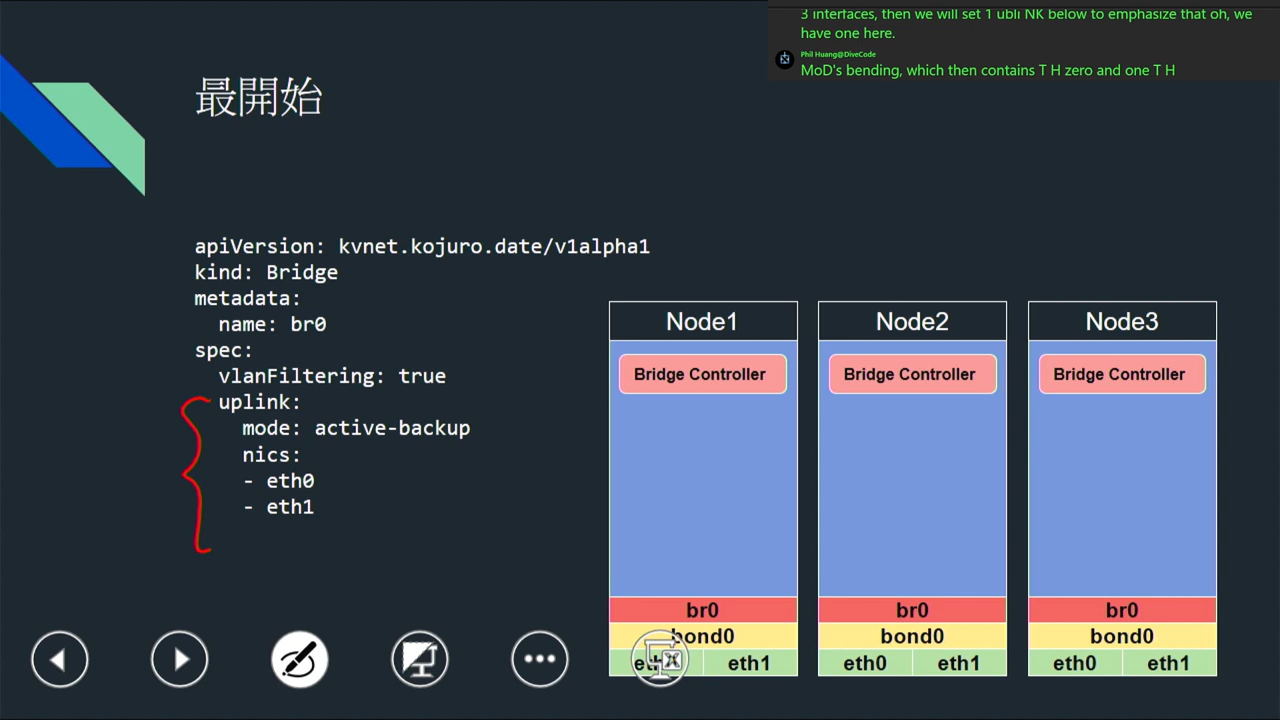 3 interfaces, then we will set 1 ubli NK below to emphasize that oh, we
have one here.
Phil Huang@DiveCode
MoD's bending, which then contains T H zero and one T H
最開始
apiVersion: kvnet.kojuro.date/v1alpha1
kind: Bridge
metadata:
name: br0
spec:
vlanFiltering: true
uplink:
mode: active-backup
nics:
- eth0
- eth1
Node1
Bridge Controller
br0
bond0
eth1
Node2
Bridge Controller
br0
bond0
eth0
eth1
Node3
Bridge Controller
br0
bond0
eth0
eth1